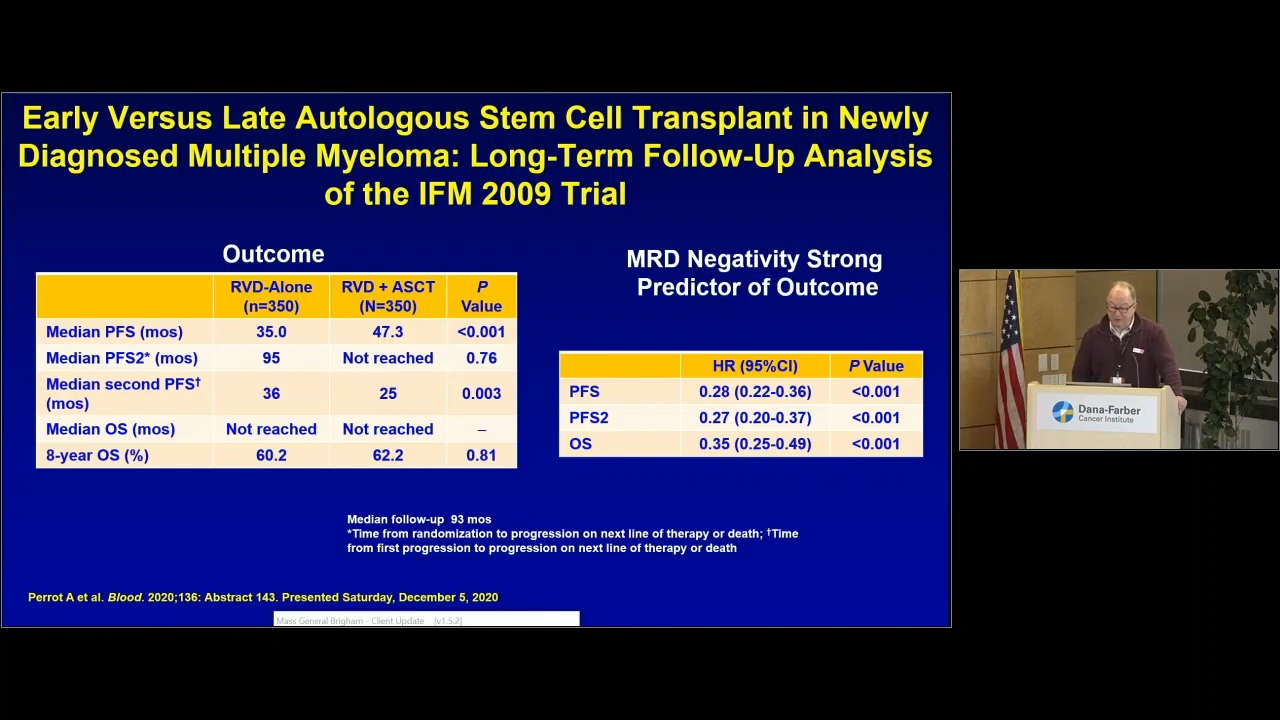 Early Versus Late Autologous Stem Cell Transplant in Newly
Diagnosed Multiple Myeloma: Long-Term Follow-Up Analysis
of the IFM 2009 Trial
Outcome
RVD-Alone (n=350) RVD + ASCT (N=350) P Value
Median PFS (mos) 35.0 47.3 <0.001
Median PFS2* (mos) 95 Not reached 0.76
Median second PFS† (mos) 36 25 0.003
Median OS (mos) Not reached Not reached –
8-year OS (%) 60.2 62.2 0.81
MRD Negativity Strong
Predictor of Outcome
HR (95%CI) P Value
PFS 0.28 (0.22-0.36) <0.001
PFS2 0.27 (0.20-0.37) <0.001
OS 0.35 (0.25-0.49) <0.001
Median follow-up 93 mos
*Time from randomization to progression on next line of therapy or death; †Time
from first progression to progression on next line of therapy or death
Perrot A et al. Blood. 2020;136: Abstract 143. Presented Saturday, December 5, 2020
Mass General Brigham - Client Update (v1.5.2)
Dana-Farber
Cancer Institute